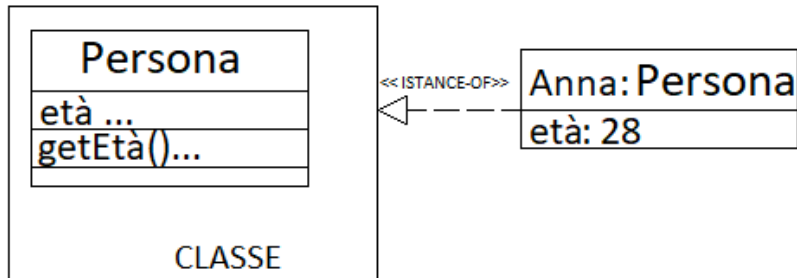 Persona
età ...
getEtà()...
CLASSE
<< ISTANCE-OF>>
Anna: Persona
età: 28